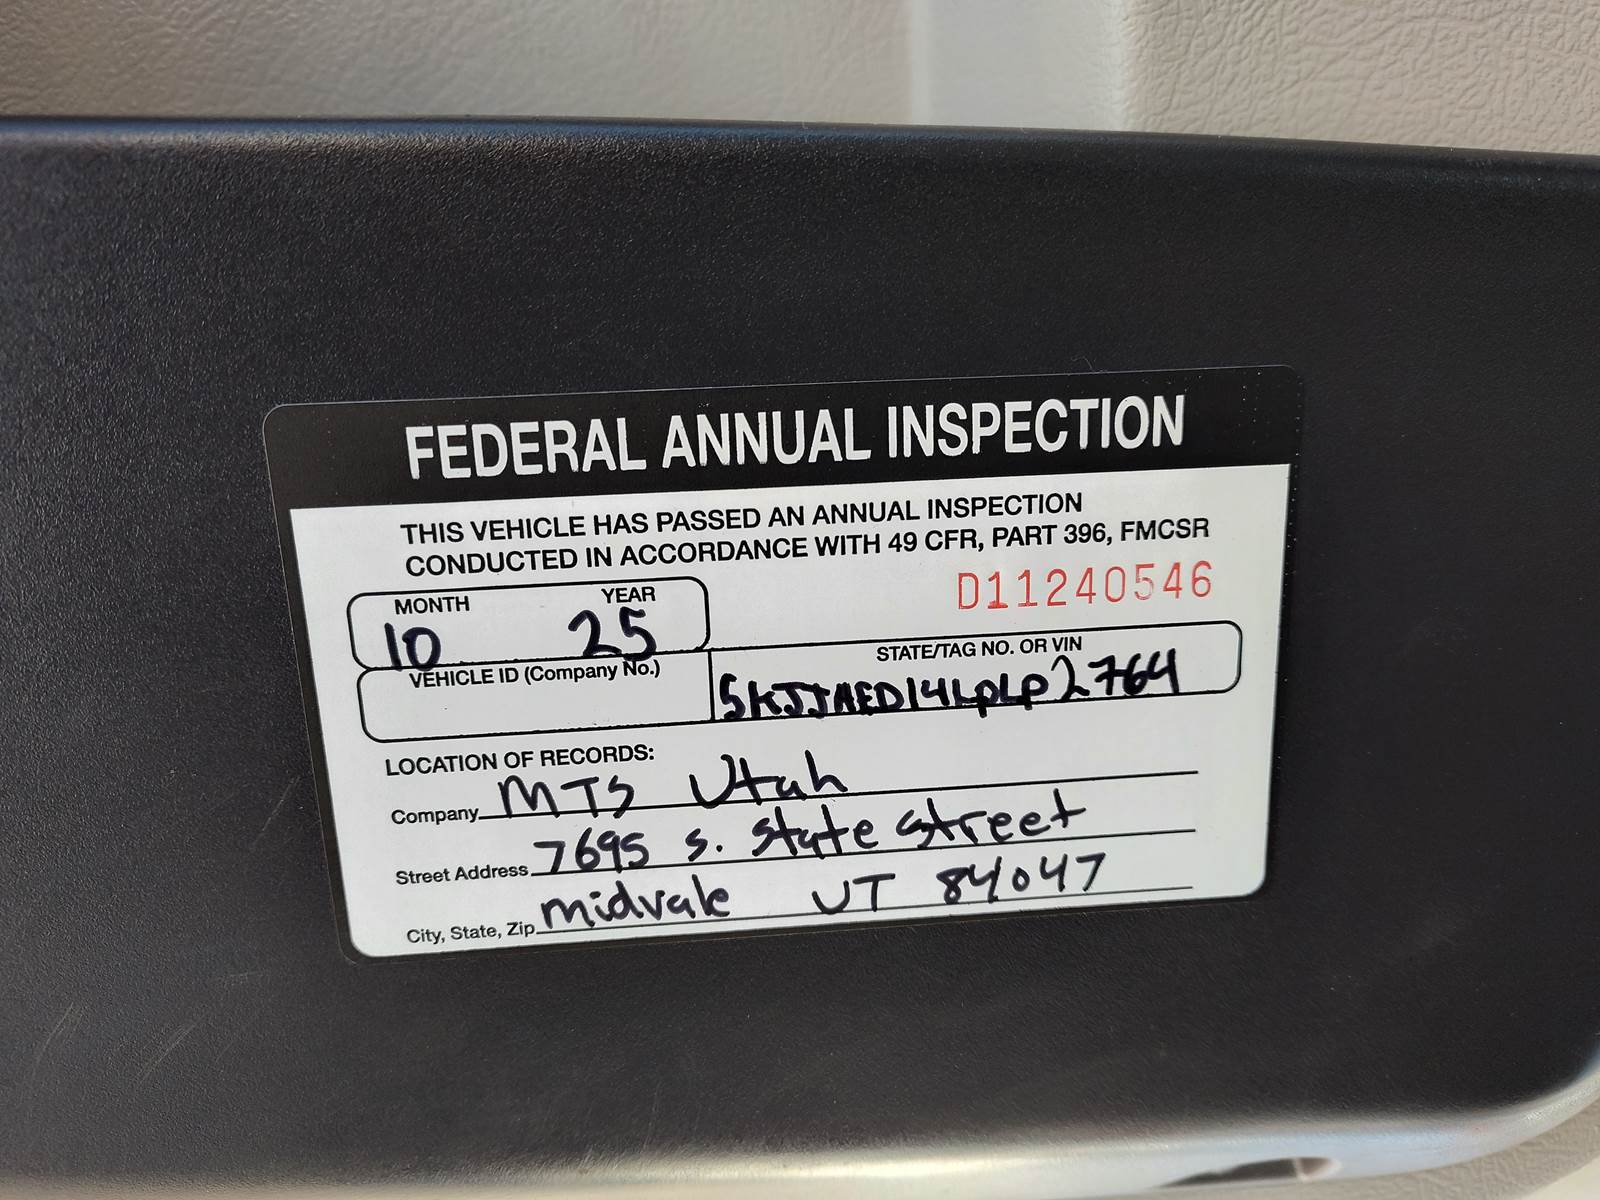 FEDERAL ANNUAL INSPECTION
THIS VEHICLE HAS PASSED AN ANNUAL INSPECTION
CONDUCTED IN ACCORDANCE WITH 49 CFR, PART 396, FMCSR
D11240546
MONTH YEAR
10 25
VEHICLE ID (Company No.)
STATE/TAG NO. OR VIN
5KJJAED14LPLP2764
LOCATION OF RECORDS:
Company MTS Utah
Street Address 7695 S. State Street
City, State, Zip midvale UT 84047